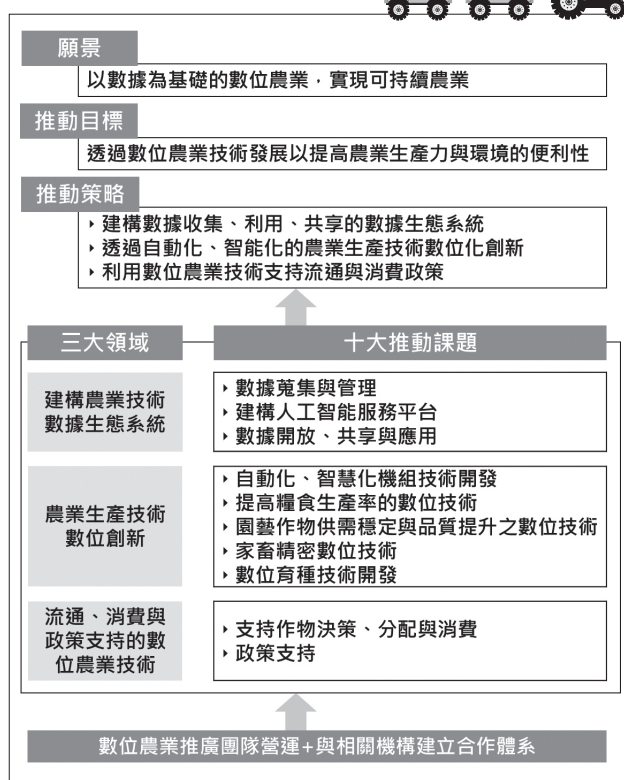 願景
以數據為基礎的數位農業，實現可持續農業
推動目標
透過數位農業技術發展以提高農業生產力與環境的便利性
推動策略
‣ 建構數據收集、利用、共享的數據生態系統
‣ 透過自動化、智能化的農業生產技術數位化創新
‣ 利用數位農業技術支持流通與消費政策
三大領域
十大推動課題
建構農業技術
數據生態系統
‣ 數據蒐集與管理
‣ 建構人工智能服務平台
‣ 數據開放、共享與應用
農業生產技術
數位創新
‣ 自動化、智慧化機組技術開發
‣ 提高糧食生產率的數位技術
‣ 園藝作物供需穩定與品質提升之數位技術
‣ 家畜精密數位技術
‣ 數位育種技術開發
流通、消費與
政策支持的數
位農業技術
‣ 支持作物決策、分配與消費
‣ 政策支持
數位農業推廣團隊營運+與相關機構建立合作體系